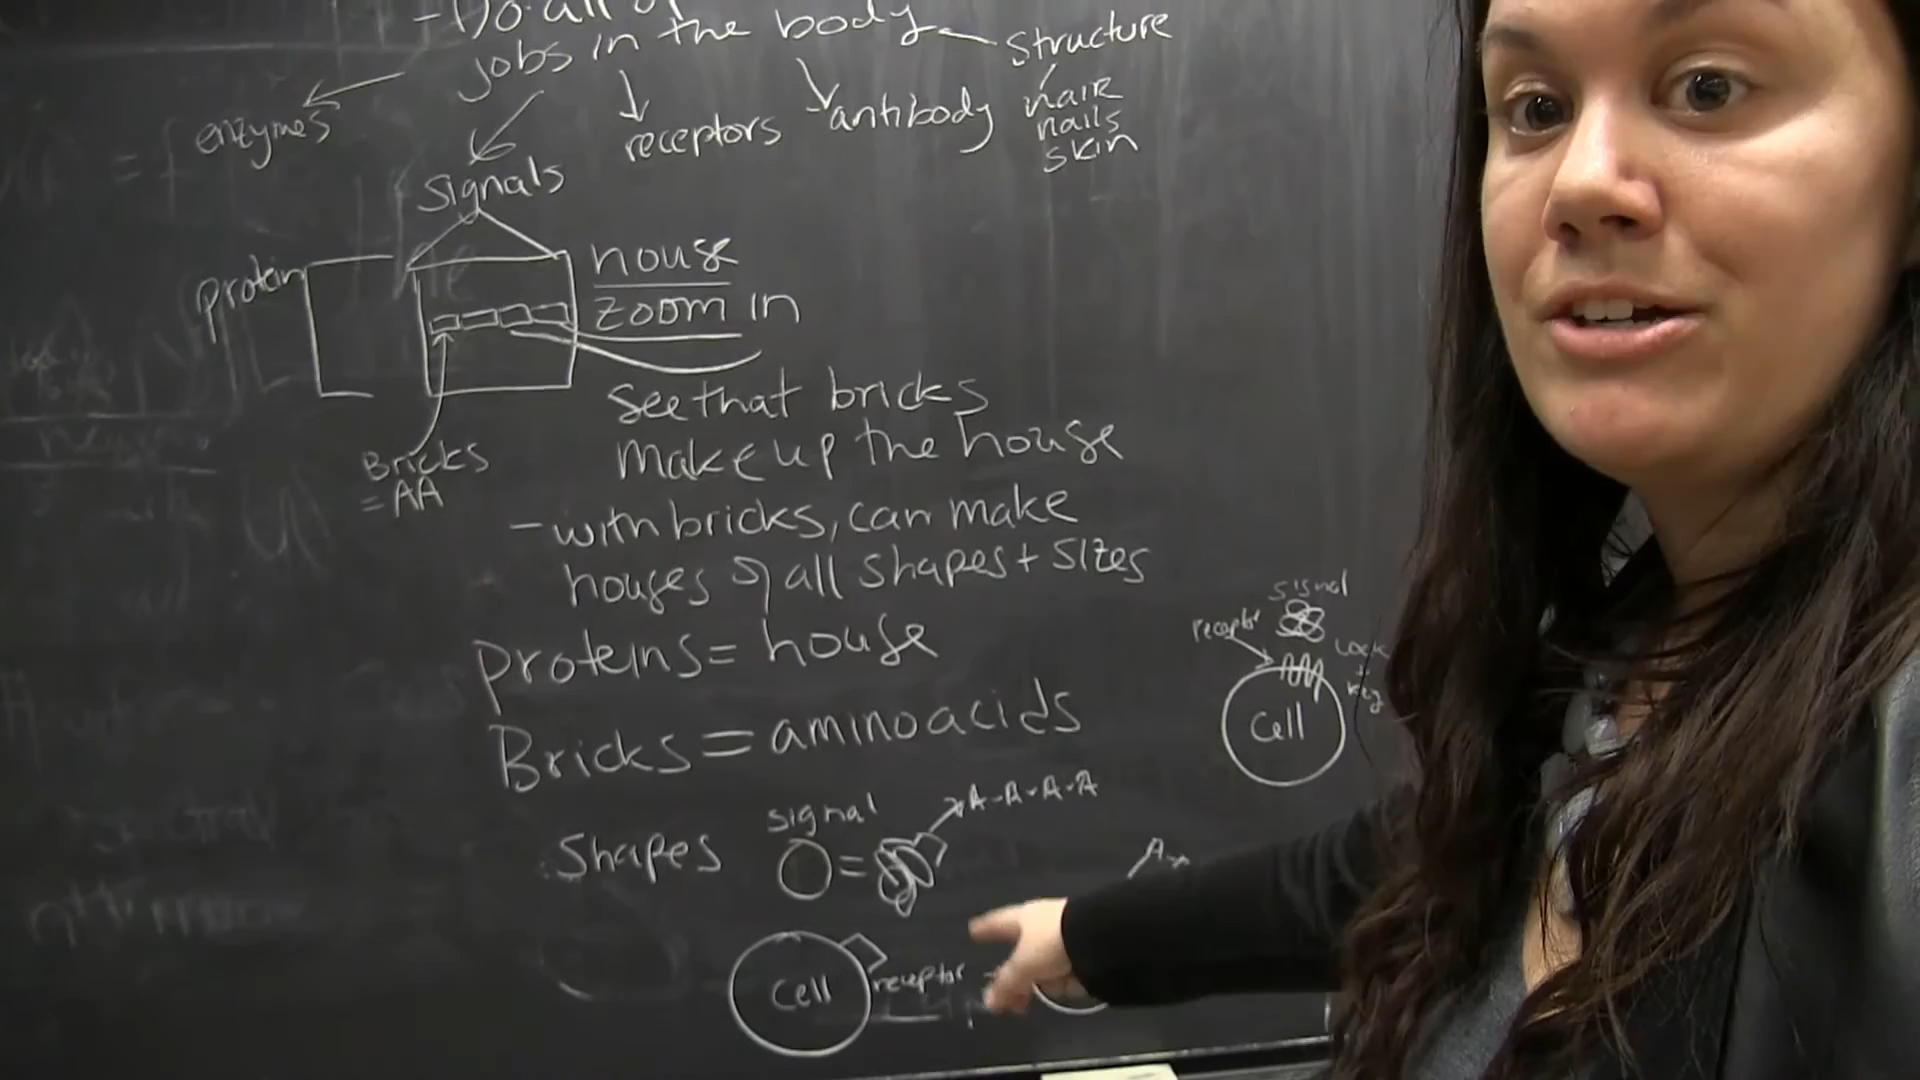 - Do all of
jobs in the body
structure
hair
nails
skin
enzymes
signals
receptors
antibody
protein
house
zoom in
see that bricks
make up the house
Bricks
= AA
- with bricks, can make
houses of all shapes + sizes
Proteins = house
Bricks = aminoacids
signal
receptor
Lock
+
key
Cell
Shapes
signal
=
A-A-A-A
A
Cell
receptor